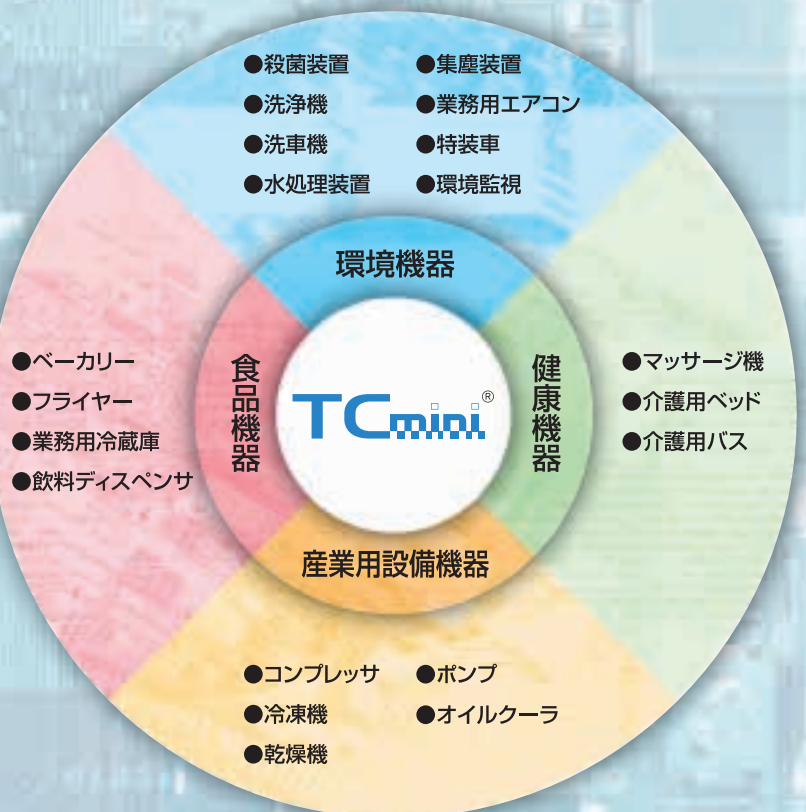 ●殺菌装置
●洗浄機
●洗車機
●水処理装置
●集塵装置
●業務用エアコン
●特装車
●環境監視
環境機器
食品機器
●ベーカリー
●フライヤー
●業務用冷蔵庫
●飲料ディスペンサ
TCmini®
健康機器
●マッサージ機
●介護用ベッド
●介護用バス
産業用設備機器
●コンプレッサ
●冷凍機
●乾燥機
●ポンプ
●オイルクーラ